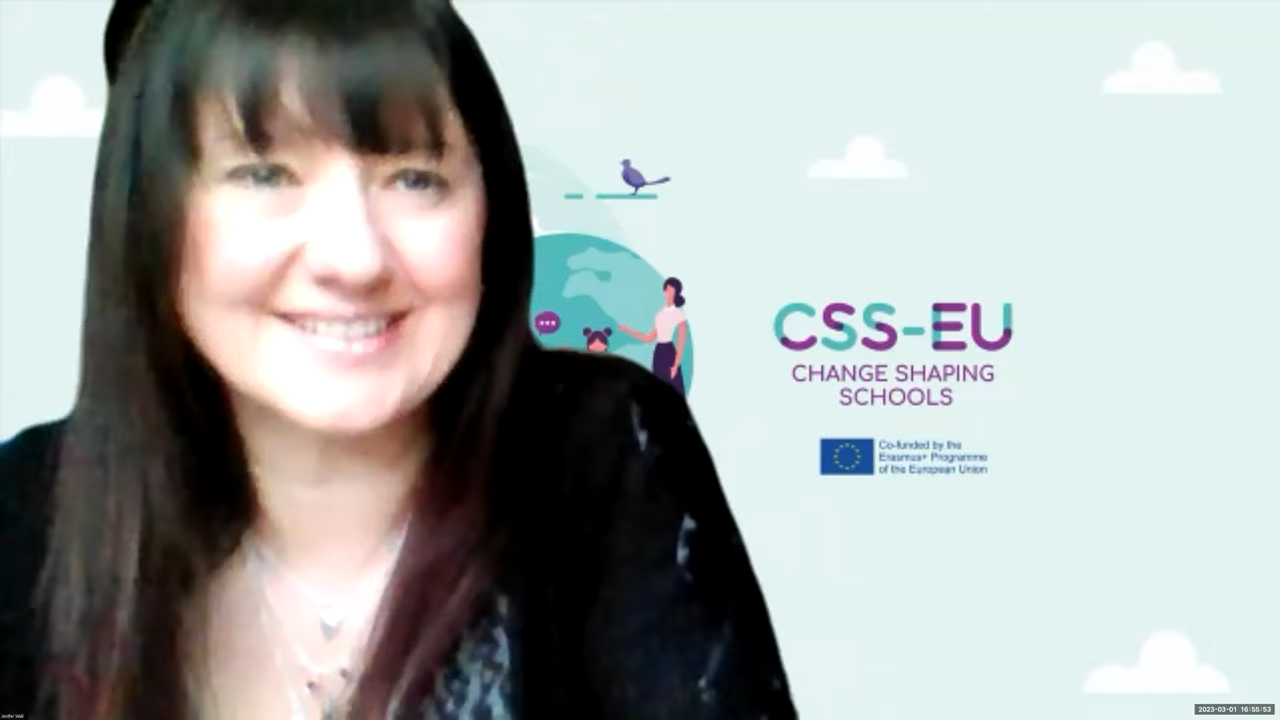 CSS-EU
CHANGE SHAPING
SCHOOLS
Co-funded by the
Erasmus+ Programme
of the European Union
2023-03-01 16:55:53